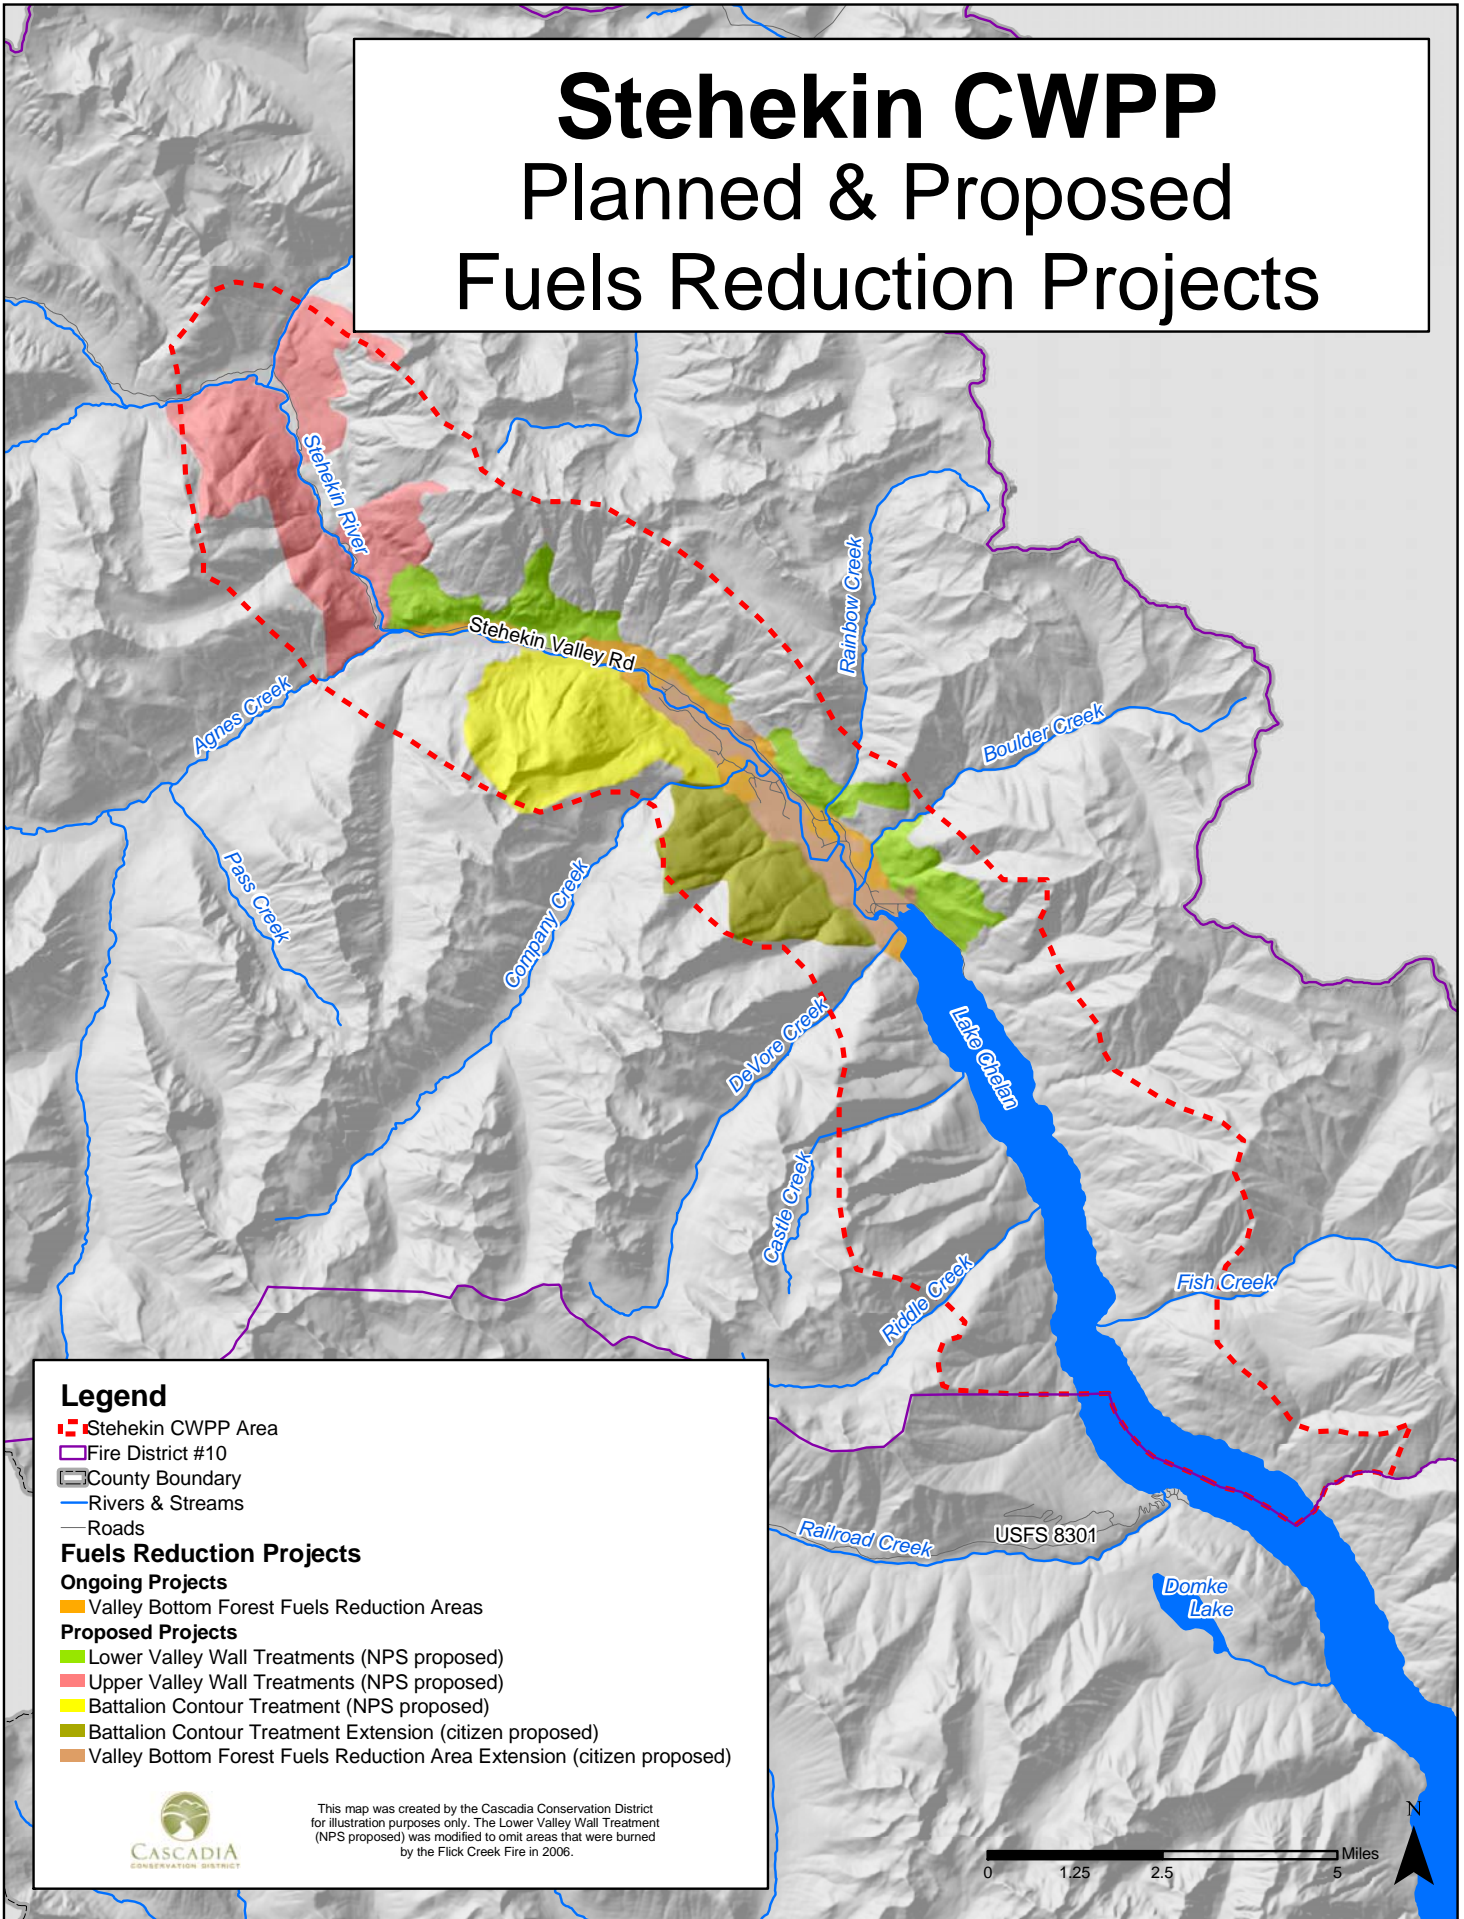 Stehekin CWPP
Planned & Proposed
Fuels Reduction Projects
Stehekin River
Stehekin Valley Rd
Rainbow Creek
Boulder Creek
Agnes Creek
Pass Creek
Company Creek
DeVore Creek
Lake Chelan
Castle Creek
Riddle Creek
Fish Creek
Railroad Creek
USFS 8301
Domke
Lake
Legend
Stehekin CWPP Area
Fire District #10
County Boundary
Rivers & Streams
Roads
Fuels Reduction Projects
Ongoing Projects
Valley Bottom Forest Fuels Reduction Areas
Proposed Projects
Lower Valley Wall Treatments (NPS proposed)
Upper Valley Wall Treatments (NPS proposed)
Battalion Contour Treatment (NPS proposed)
Battalion Contour Treatment Extension (citizen proposed)
Valley Bottom Forest Fuels Reduction Area Extension (citizen proposed)
CASCADIA
CONSERVATION DISTRICT
This map was created by the Cascadia Conservation District
for illustration purposes only. The Lower Valley Wall Treatment
(NPS proposed) was modified to omit areas that were burned
by the Flick Creek Fire in 2006.
N
Miles
0 1.25 2.5 5